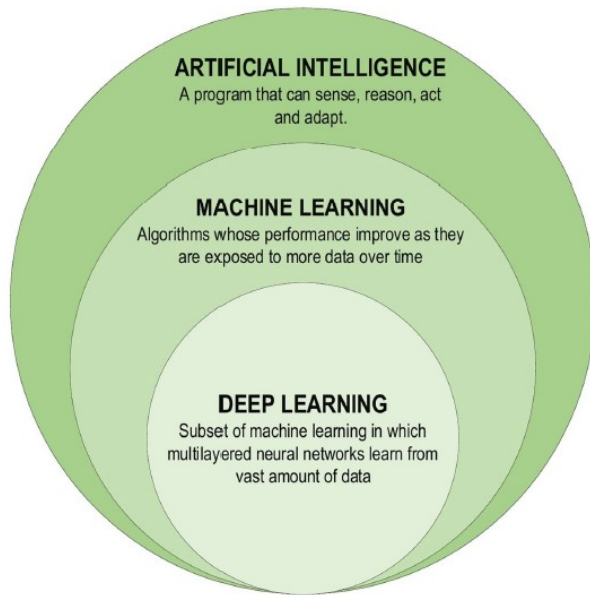 ARTIFICIAL INTELLIGENCE
A program that can sense, reason, act
and adapt.
MACHINE LEARNING
Algorithms whose performance improve as they
are exposed to more data over time
DEEP LEARNING
Subset of machine learning in which
multilayered neural networks learn from
vast amount of data